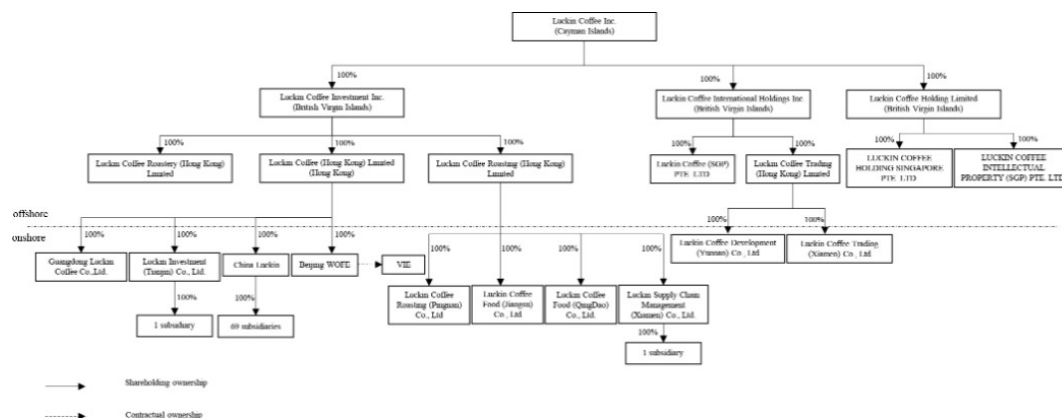 Luckin Coffee Inc.
(Cayman Islands)
100%
100%
100%
Luckin Coffee Investment Inc.
(British Virgin Islands)
Luckin Coffee International Holdings Inc.
(British Virgin Islands)
Luckin Coffee Holding Limited
(British Virgin Islands)
100%
100%
100%
100%
100%
100%
100%
Luckin Coffee Roastery (Hong Kong)
Limited
Luckin Coffee (Hong Kong) Limited
(Hong Kong)
Luckin Coffee Roasting (Hong Kong)
Limited
Luckin Coffee (SGP)
PTE. LTD
Luckin Coffee Trading
(Hong Kong) Limited
LUCKIN COFFEE
HOLDING SINGAPORE
PTE. LTD
LUCKIN COFFEE
INTELLECTUAL
PROPERTY (SGP) PTE. LTD
offshore
onshore
100%
100%
100%
100%
100%
100%
100%
100%
100%
100%
Guangdong Luckin
Coffee Co.,Ltd.
Luckin Investment
(Tianjin) Co., Ltd.
China Luckin
Beijing WOFE
VIE
Luckin Coffee Development
(Yunnan) Co., Ltd
Luckin Coffee Trading
(Xiamen) Co., Ltd
Luckin Coffee
Roasting (Pingnan)
Co., Ltd
Luckin Coffee
Food (Jiangsu)
Co., Ltd
Luckin Coffee
Food (QingDao)
Co., Ltd.
Luckin Supply Chain
Management
(Xiamen) Co., Ltd.
100%
100%
100%
1 subsidiary
69 subsidiaries
1 subsidiary
Shareholding ownership
Contractual ownership